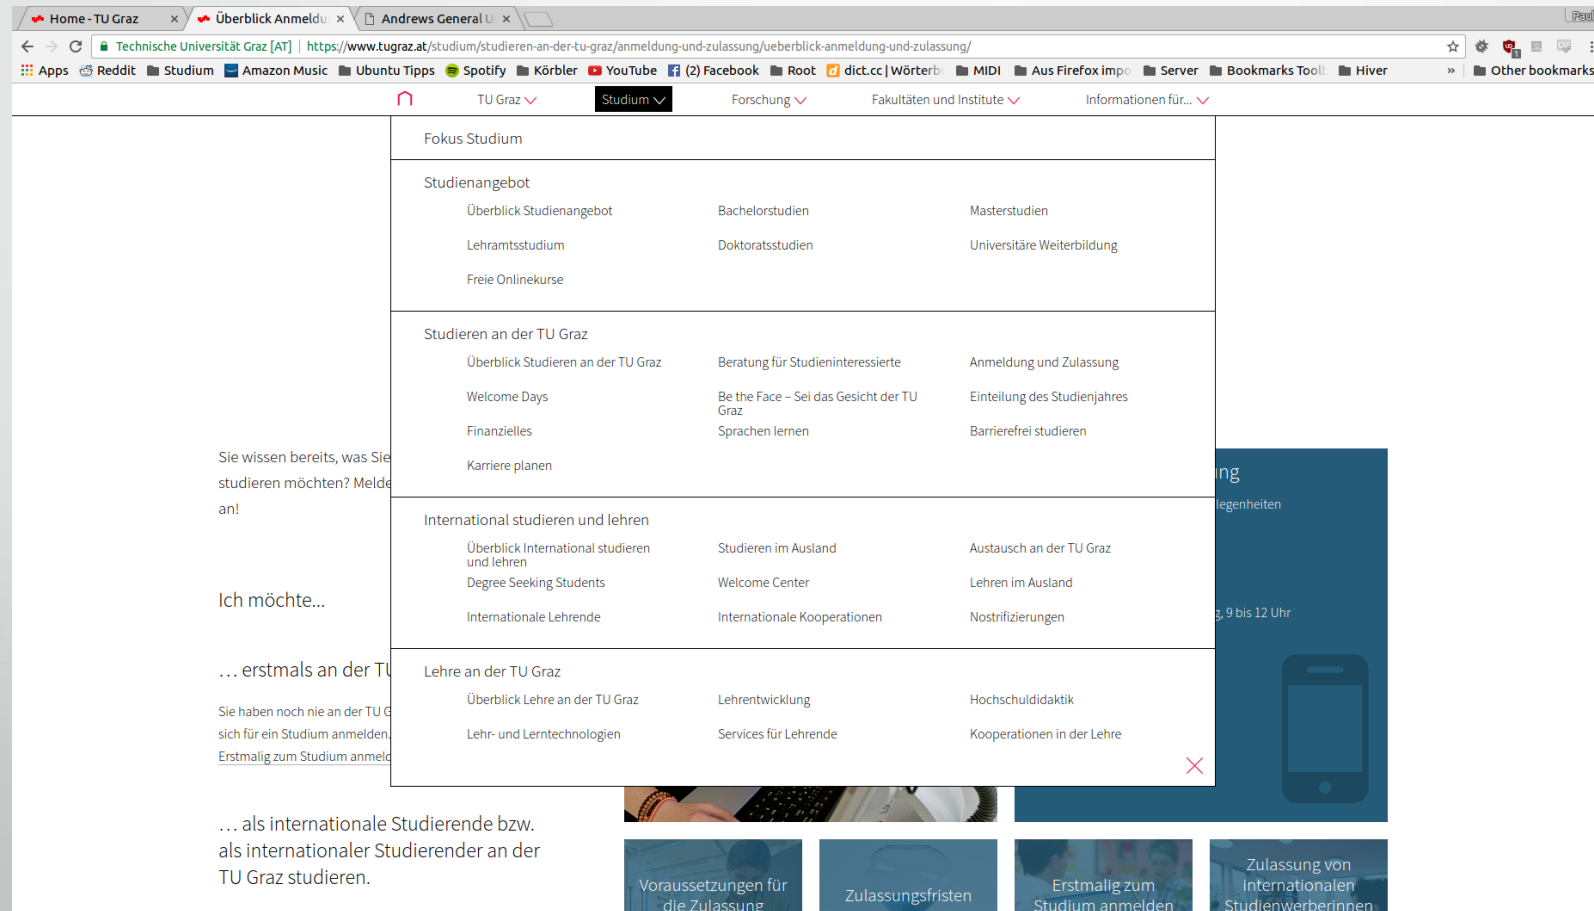 Home - TU Graz
Überblick Anmeldu
Andrews General U
Paul
Technische Universität Graz [AT] | https://www.tugraz.at/studium/studieren-an-der-tu-graz/anmeldung-und-zulassung/ueberblick-anmeldung-und-zulassung/
Apps Reddit Studium Amazon Music Ubuntu Tipps Spotify Körbler YouTube (2) Facebook Root dict.cc | Wörterb MIDI Aus Firefox impo Server Bookmarks Toolb Hiver » Other bookmarks
TU Graz Studium Forschung Fakultäten und Institute Informationen für...
Fokus Studium
Studienangebot
Überblick Studienangebot Bachelorstudien Masterstudien
Lehramtsstudium Doktoratsstudien Universitäre Weiterbildung
Freie Onlinekurse
Studieren an der TU Graz
Überblick Studieren an der TU Graz Beratung für Studieninteressierte Anmeldung und Zulassung
Welcome Days Be the Face – Sei das Gesicht der TU Einteilung des Studienjahres
Graz
Finanzielles Sprachen lernen Barrierefrei studieren
Karriere planen
International studieren und lehren
Überblick International studieren Studieren im Ausland Austausch an der TU Graz
und lehren
Degree Seeking Students Welcome Center Lehren im Ausland
Internationale Lehrende Internationale Kooperationen Nostrifizierungen
Lehre an der TU Graz
Überblick Lehre an der TU Graz Lehrentwicklung Hochschuldidaktik
Lehr- und Lerntechnologien Services für Lehrende Kooperationen in der Lehre
Sie wissen bereits, was Sie
studieren möchten? Melde
an!
Ich möchte...
… erstmals an der TU
Sie haben noch nie an der TU G
sich für ein Studium anmelden.
Erstmalig zum Studium anmeld
… als internationale Studierende bzw.
als internationaler Studierender an der
TU Graz studieren.
ng
legenheiten
g, 9 bis 12 Uhr
Voraussetzungen für
die Zulassung
Zulassungsfristen
Erstmalig zum
Studium anmelden
Zulassung von
internationalen
Studienwerberinnen